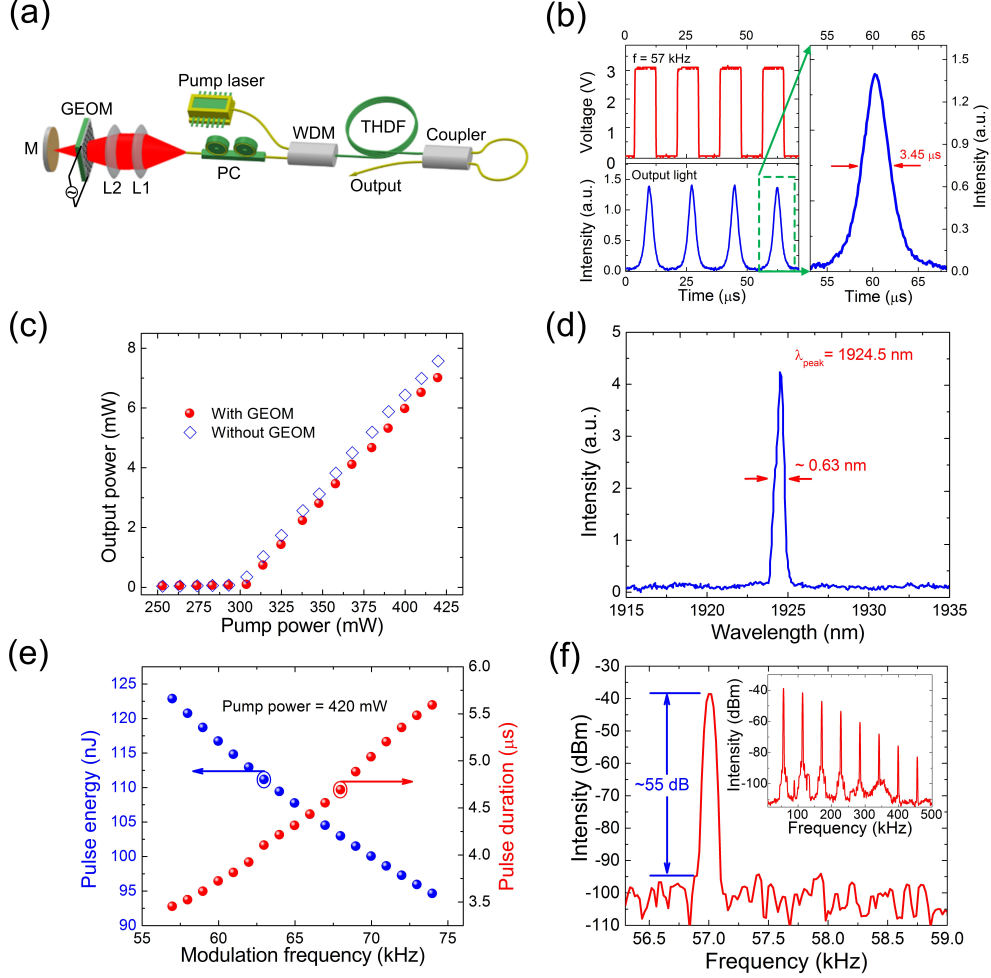 (a)
Pump laser
GEOM
M
L2 L1
PC
WDM
THDF
Coupler
Output
(b)
0 25 50
f = 57 kHz
Voltage (V)
3
2
1
0
Output light
Intensity (a.u.)
1.5
1.0
0.5
0.0
0 25 50
Time (μs)
55 60 65
3.45 μs
Intensity (a.u.)
1.5
1.2
0.9
0.6
0.3
0.0
55 60 65
Time (μs)
(c)
Output power (mW)
8
6
4
2
0
With GEOM
Without GEOM
250 275 300 325 350 375 400 425
Pump power (mW)
(d)
Intensity (a.u.)
5
4
3
2
1
0
λpeak= 1924.5 nm
~ 0.63 nm
1915 1920 1925 1930 1935
Wavelength (nm)
(e)
Pulse energy (nJ)
125
120
115
110
105
100
95
90
Pump power = 420 mW
6.0
5.5
5.0
4.5
4.0
3.5
Pulse duration (μs)
55 60 65 70 75
Modulation frequency (kHz)
(f)
Intensity (dBm)
-30
-40
-50
-60
-70
-80
-90
-100
-110
~55 dB
Intensity (dBm)
-40
-60
-80
-100
100 200 300 400 500
Frequency (kHz)
56.5 57.0 57.5 58.0 58.5 59.0
Frequency (kHz)